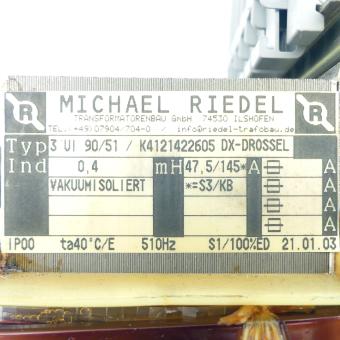 MICHAEL RIEDEL
TRANSFORMATORENBAU GmbH 74530 ILSHOFEN
TEL.:+49)07904/704-0 / info@riedel-trafobau.de
Typ 3 UI 90/51 / K4121422605 DX-DROSSEL
Ind 0,4 mH 47,5/145* A A
VAKUUMISOLIERT *=S3/KB A A
A A
A A
IP00 ta40°C/E 510Hz S1/100%ED 21.01.03